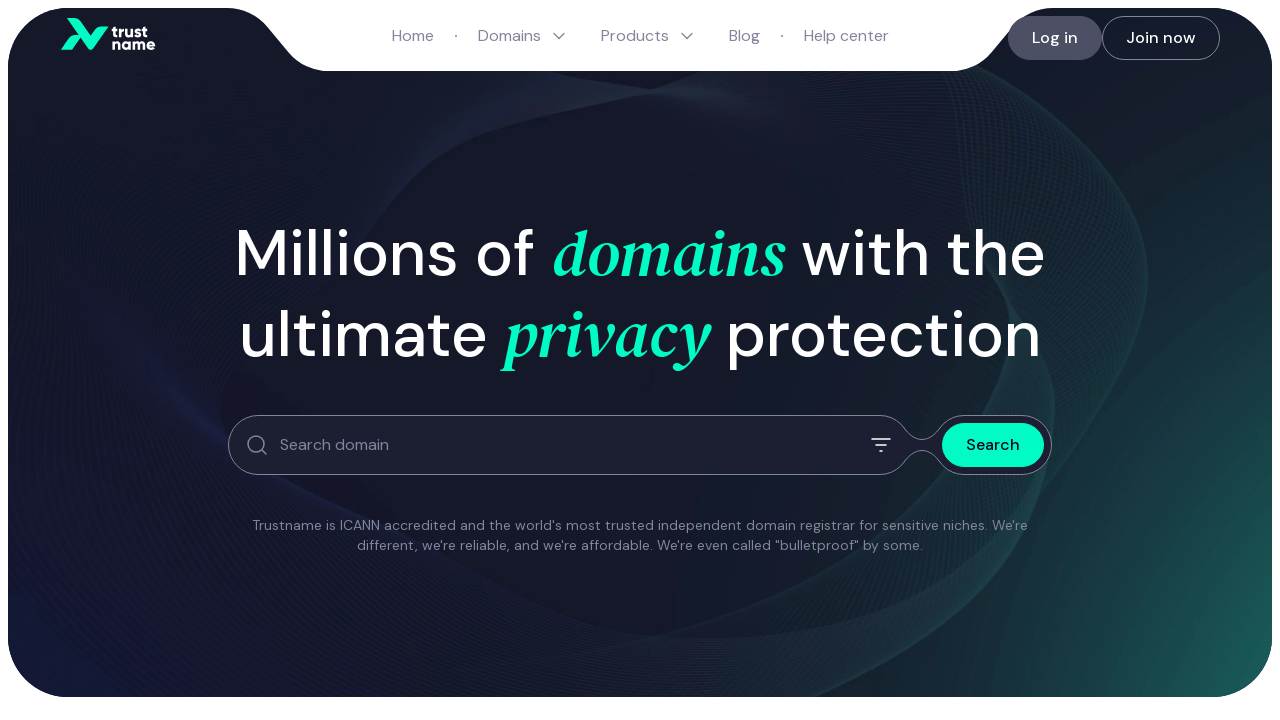 trust
name
Home · Domains Products Blog · Help center
Log in Join now
Millions of domains with the
ultimate privacy protection
Search domain
Search
Trustname is ICANN accredited and the world's most trusted independent domain registrar for sensitive niches. We're
different, we're reliable, and we're affordable. We're even called "bulletproof" by some.